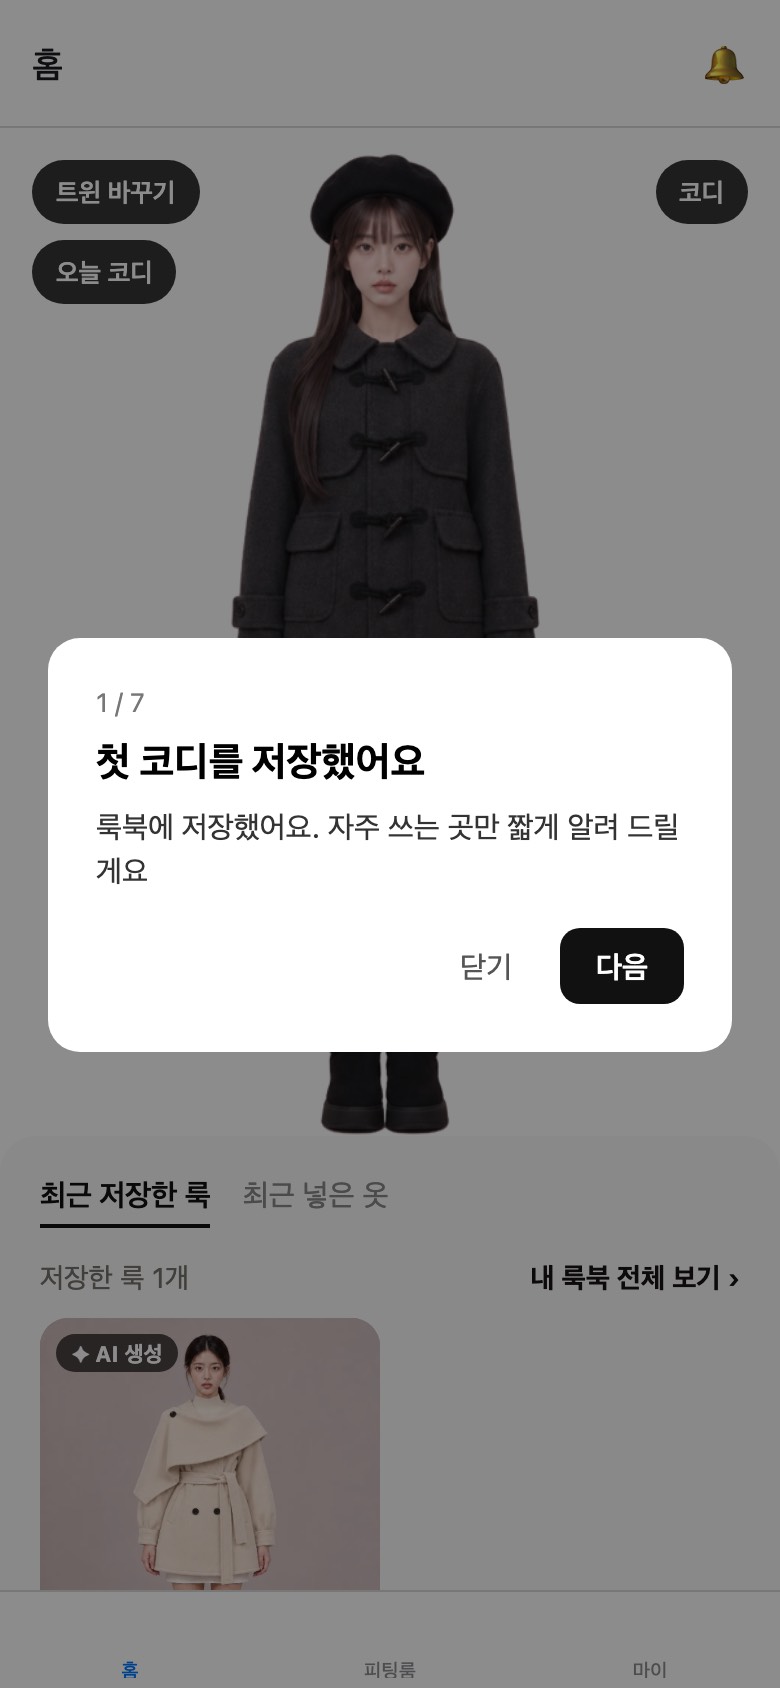 홈
트윈 바꾸기
코디
오늘 코디
1 / 7
첫 코디를 저장했어요
룩북에 저장했어요. 자주 쓰는 곳만 짧게 알려 드릴
게요
닫기
다음
최근 저장한 룩
최근 넣은 옷
저장한 룩 1개
내 룩북 전체 보기 ›
AI 생성
홈
피팅룸
마이